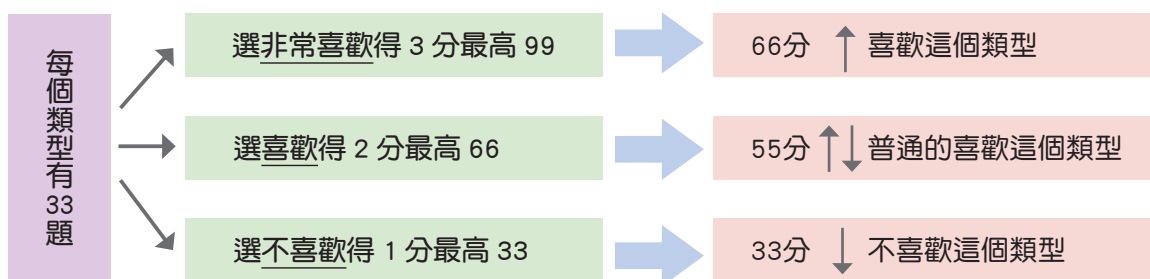 每個類型有33題
選非常喜歡得 3 分最高 99
66分 喜歡這個類型
選喜歡得 2 分最高 66
55分 普通的喜歡這個類型
選不喜歡得 1 分最高 33
33分 不喜歡這個類型